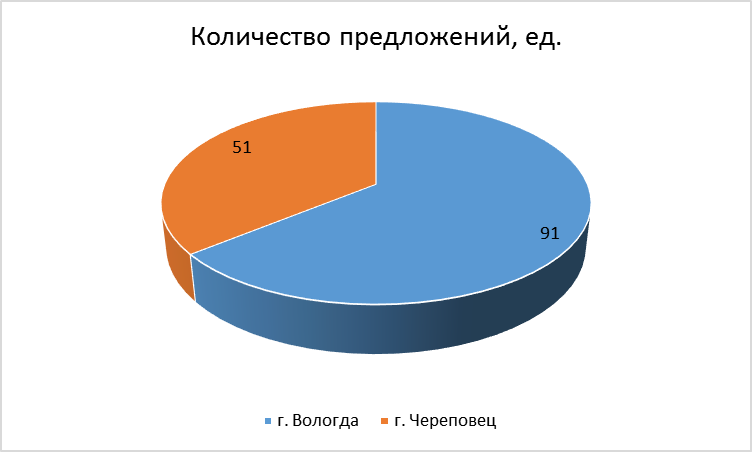 Количество предложений, ед.
51
91
г. Вологда г. Череповец